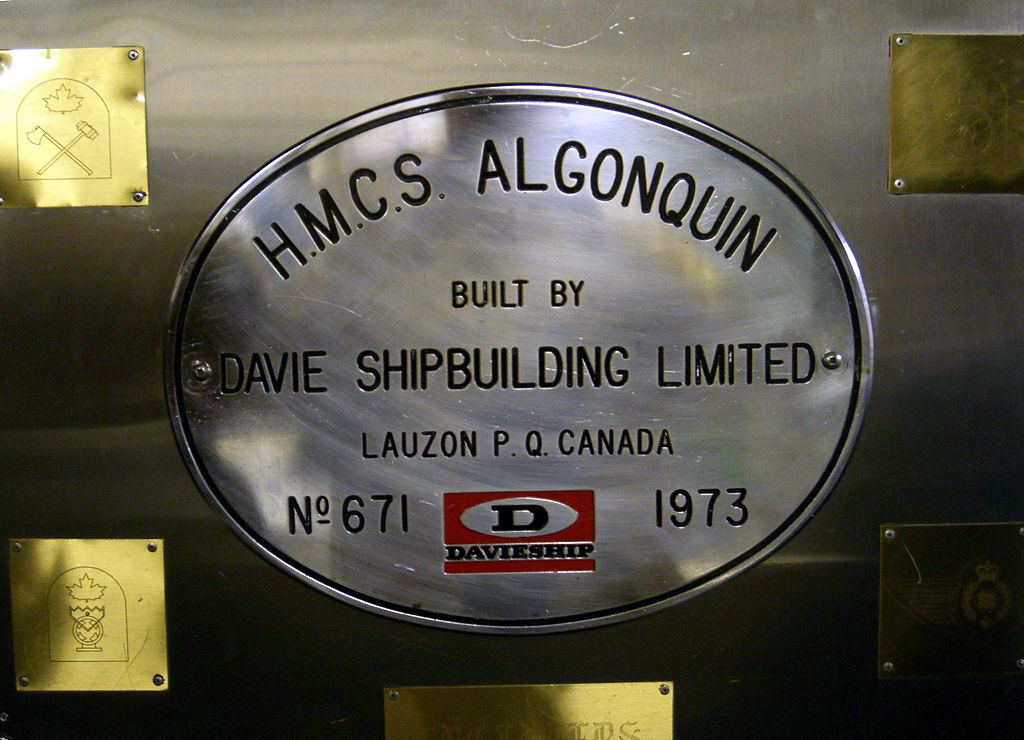 H.M.C.S. ALGONQUIN
BUILT BY
DAVIE SHIPBUILDING LIMITED
LAUZON P. Q. CANADA
Nº 671
1973
D
DAVIESHIP